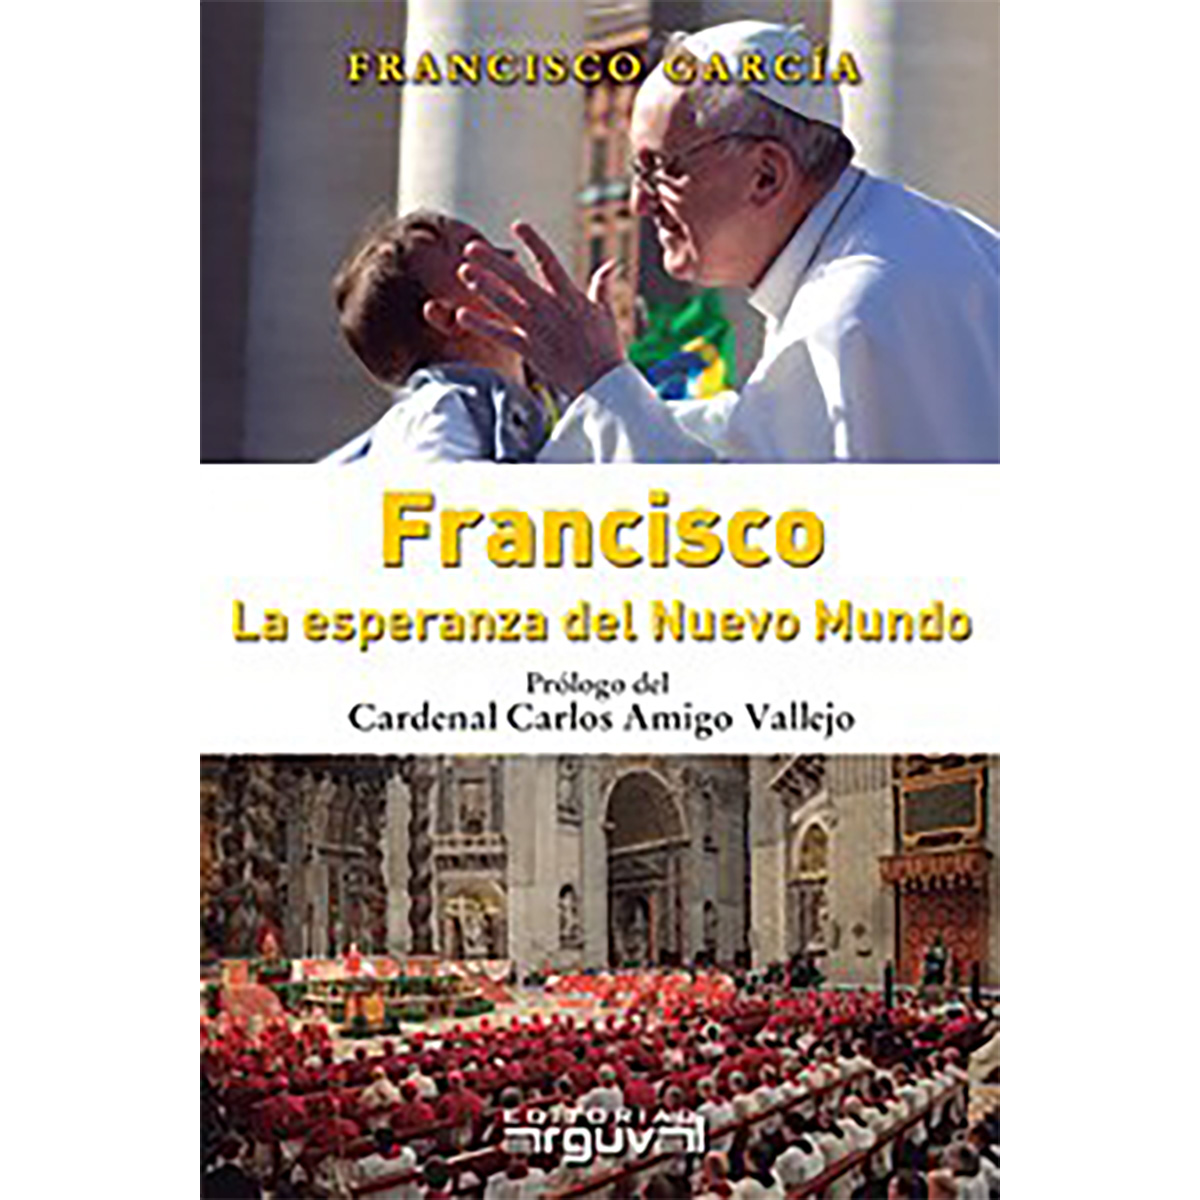 FRANCISCO GARCÍA
Francisco
La esperanza del Nuevo Mundo
Prólogo del
Cardenal Carlos Amigo Vallejo
EDITORIAL
arguval